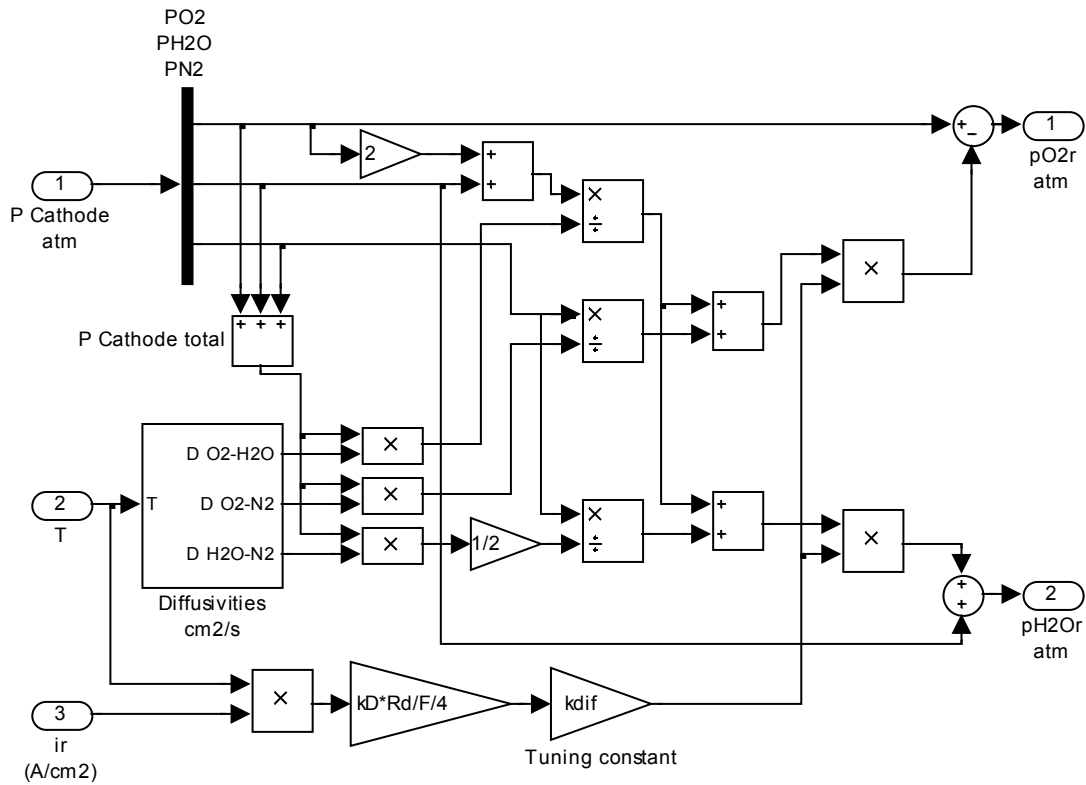 PO2
PH2O
PN2
1
P Cathode
atm
2
+
+
×
÷
+
−
1
pO2r
atm
P Cathode total
+ + +
×
÷
+
+
×
2
T
T
D O2-H2O
D O2-N2
D H2O-N2
Diffusivities
cm2/s
×
×
×
1/2
×
÷
+
+
×
+
+
2
pH2Or
atm
3
ir
(A/cm2)
×
kD*Rd/F/4
kdif
Tuning constant